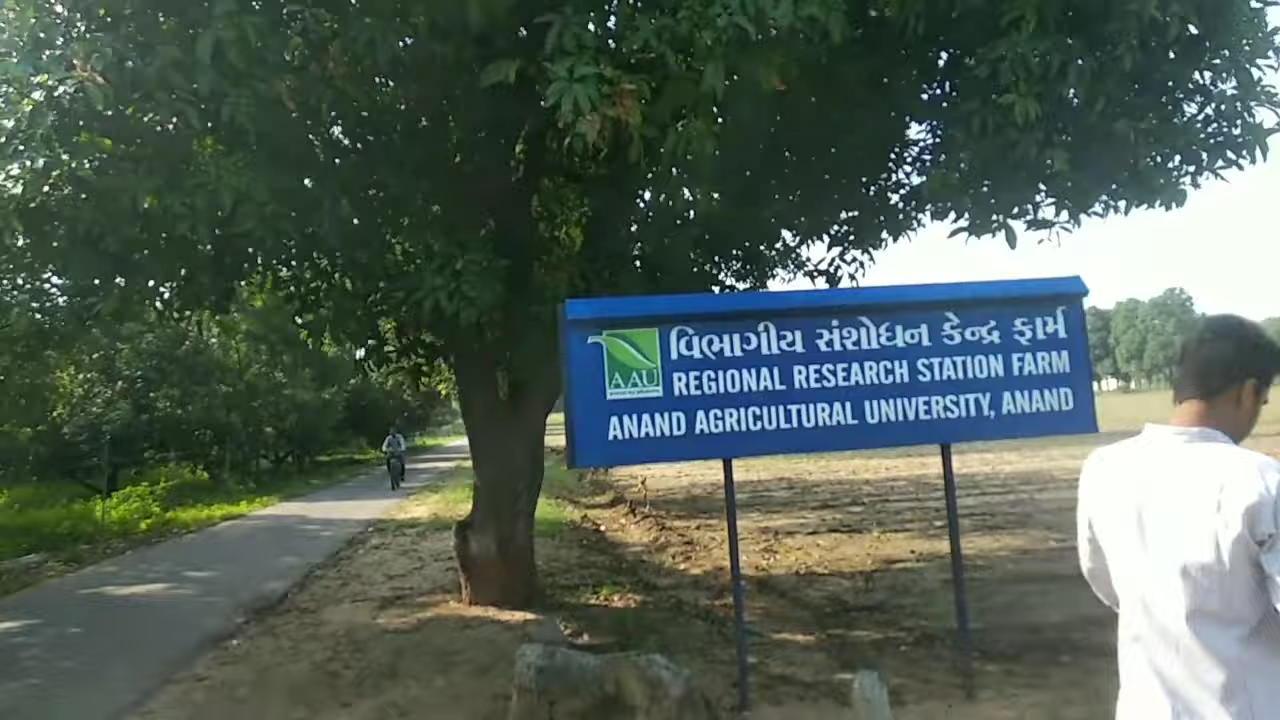 વિભાગીય સંશોધન કેન્દ્ર ફાર્મ
REGIONAL RESEARCH STATION FARM
ANAND AGRICULTURAL UNIVERSITY, ANAND
AAU